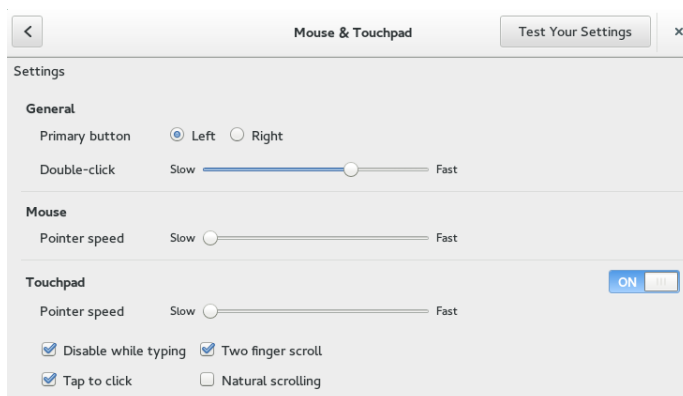 Mouse & Touchpad Test Your Settings
Settings
General
Primary button Left Right
Double-click Slow Fast
Mouse
Pointer speed Slow Fast
Touchpad ON
Pointer speed Slow Fast
Disable while typing Two finger scroll
Tap to click Natural scrolling